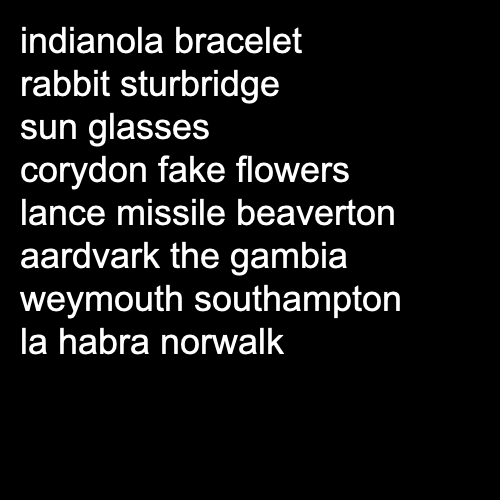 indianola bracelet
rabbit sturbridge
sun glasses
corydon fake flowers
lance missile beaverton
aardvark the gambia
weymouth southampton
la habra norwalk